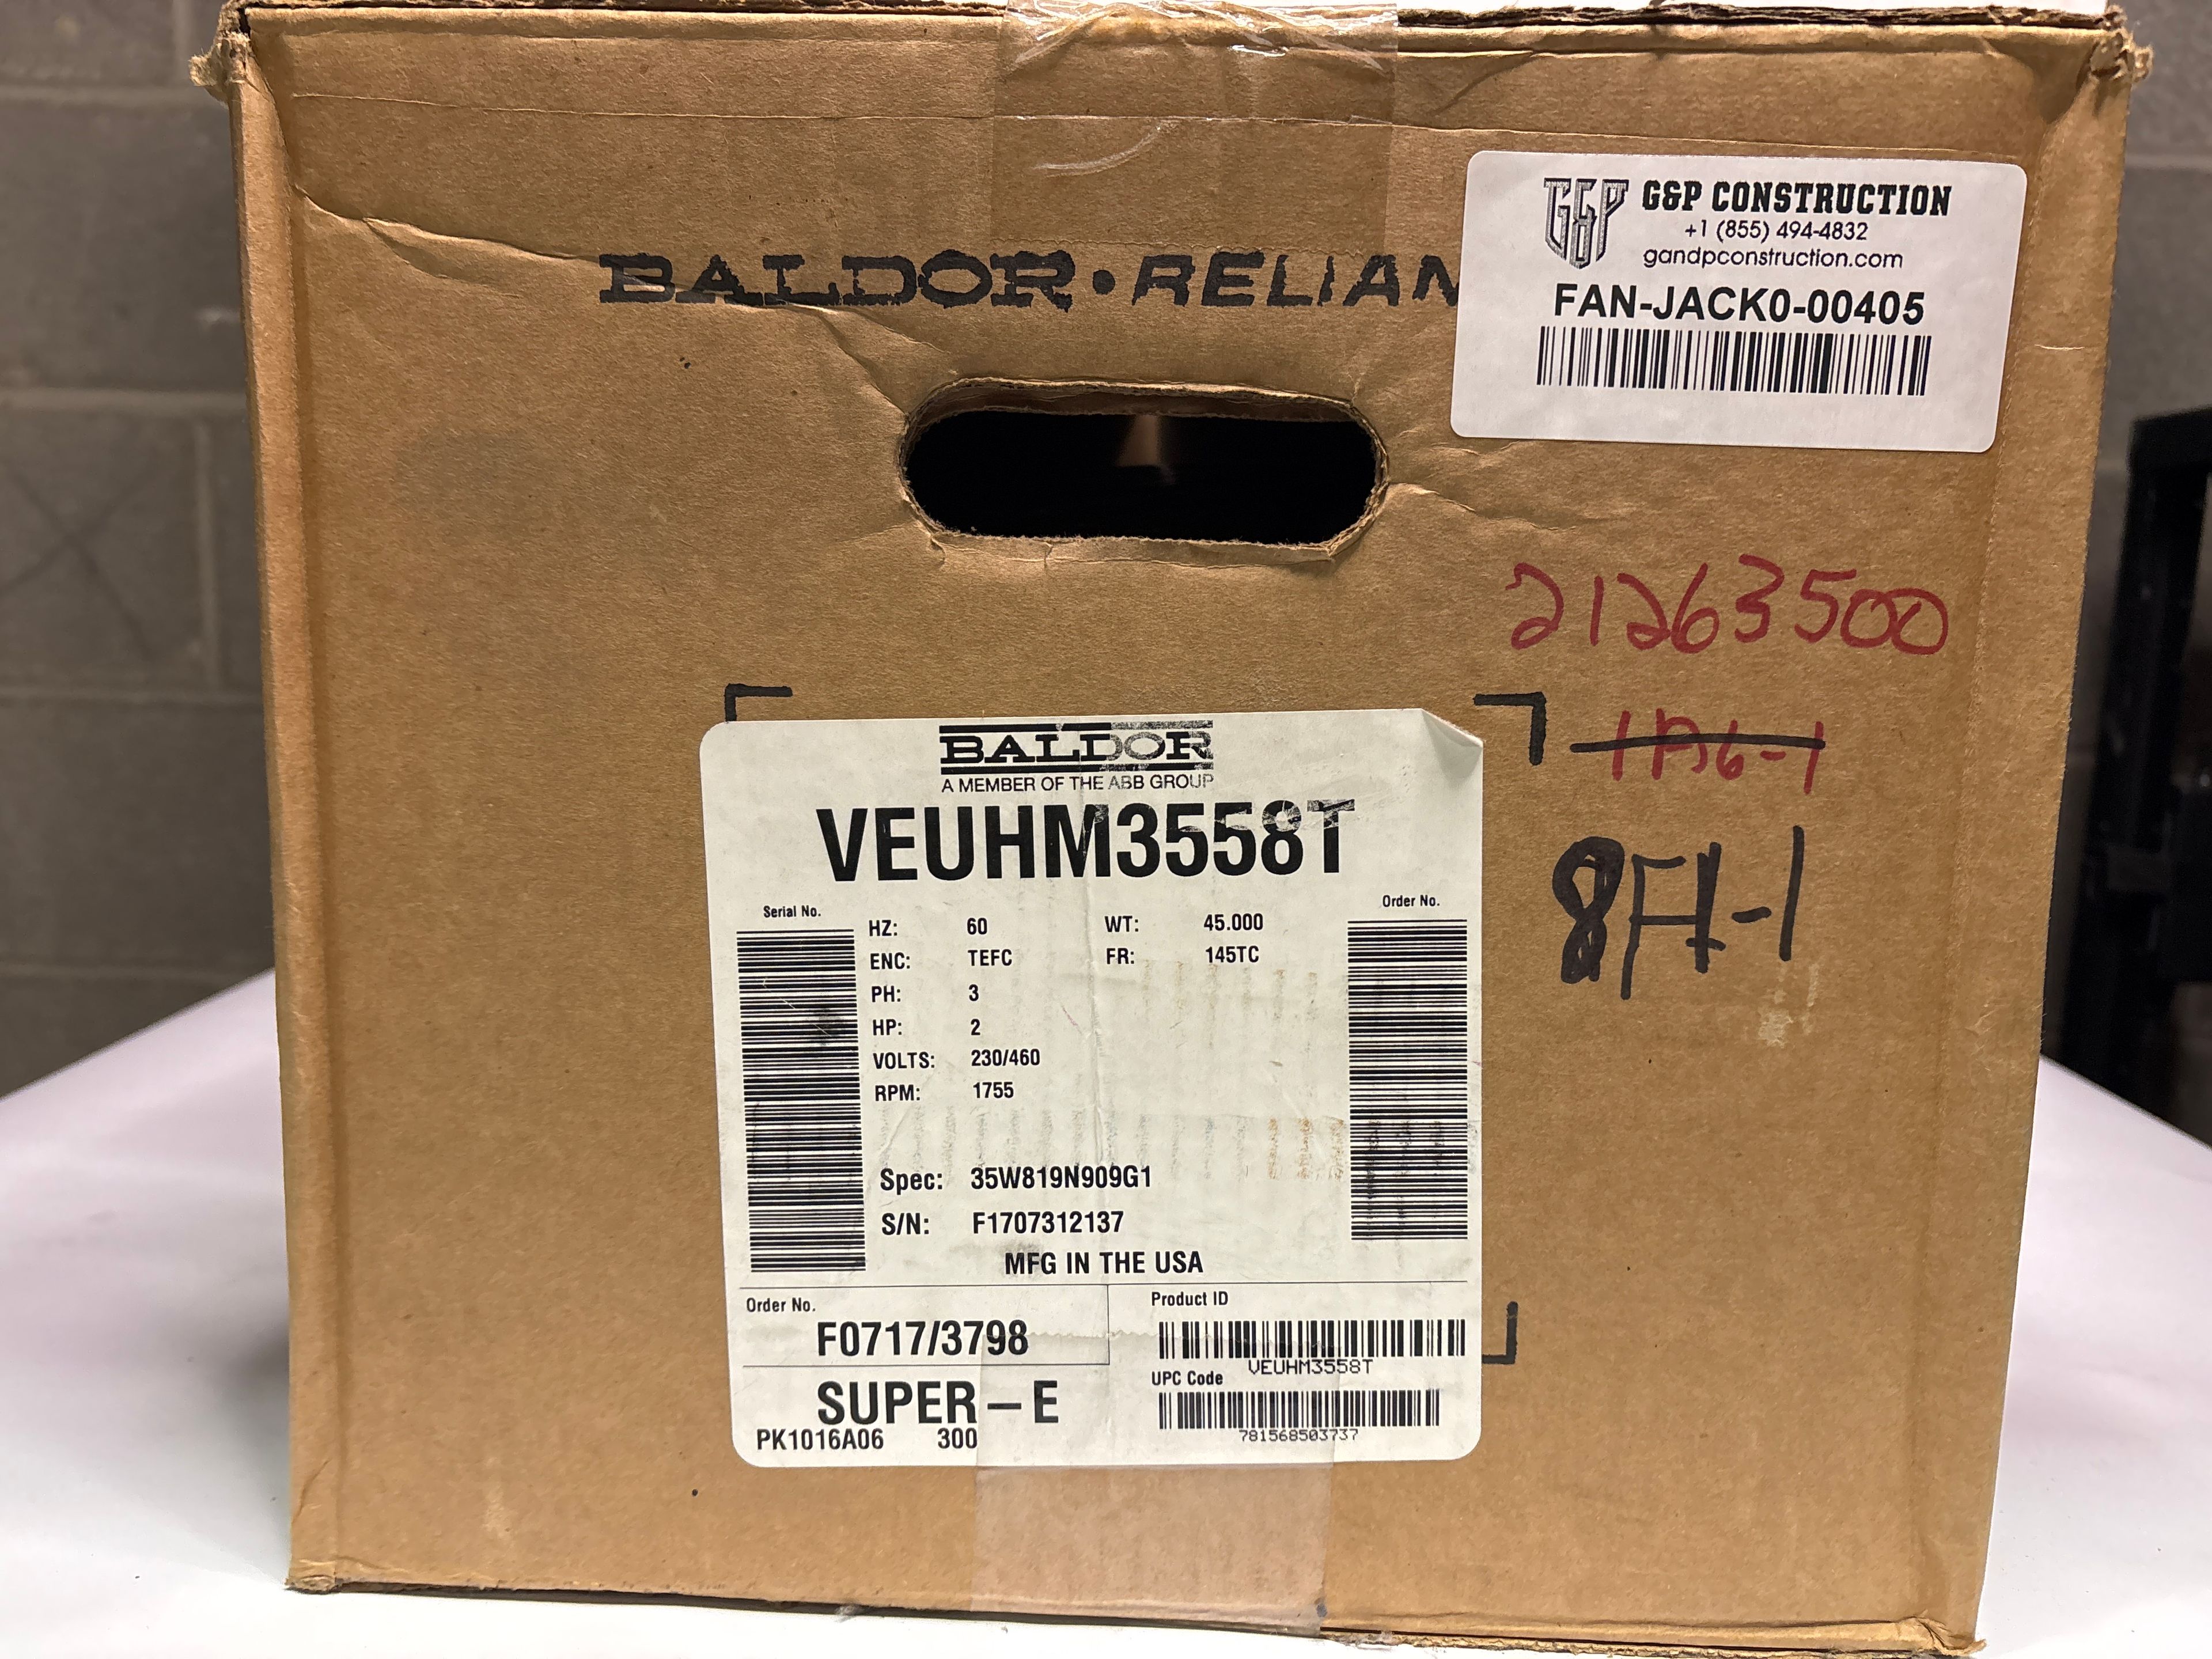 G&P
G&P CONSTRUCTION
+1 (855) 494-4832
gandpconstruction.com
FAN-JACK0-00405
BALDOR•RELIAN
21263500
8A-1
BALDOR
A MEMBER OF THE ABB GROUP
VEUHM3558T
Serial No.
Order No.
HZ: 60 WT: 45.000
ENC: TEFC FR: 145TC
PH: 3
HP: 2
VOLTS: 230/460
RPM: 1755
Spec: 35W819N909G1
S/N: F1707312137
MFG IN THE USA
Order No.
F0717/3798
Product ID
VEUHM3558T
SUPER-E
UPC Code
781568503737
PK1016A06 300